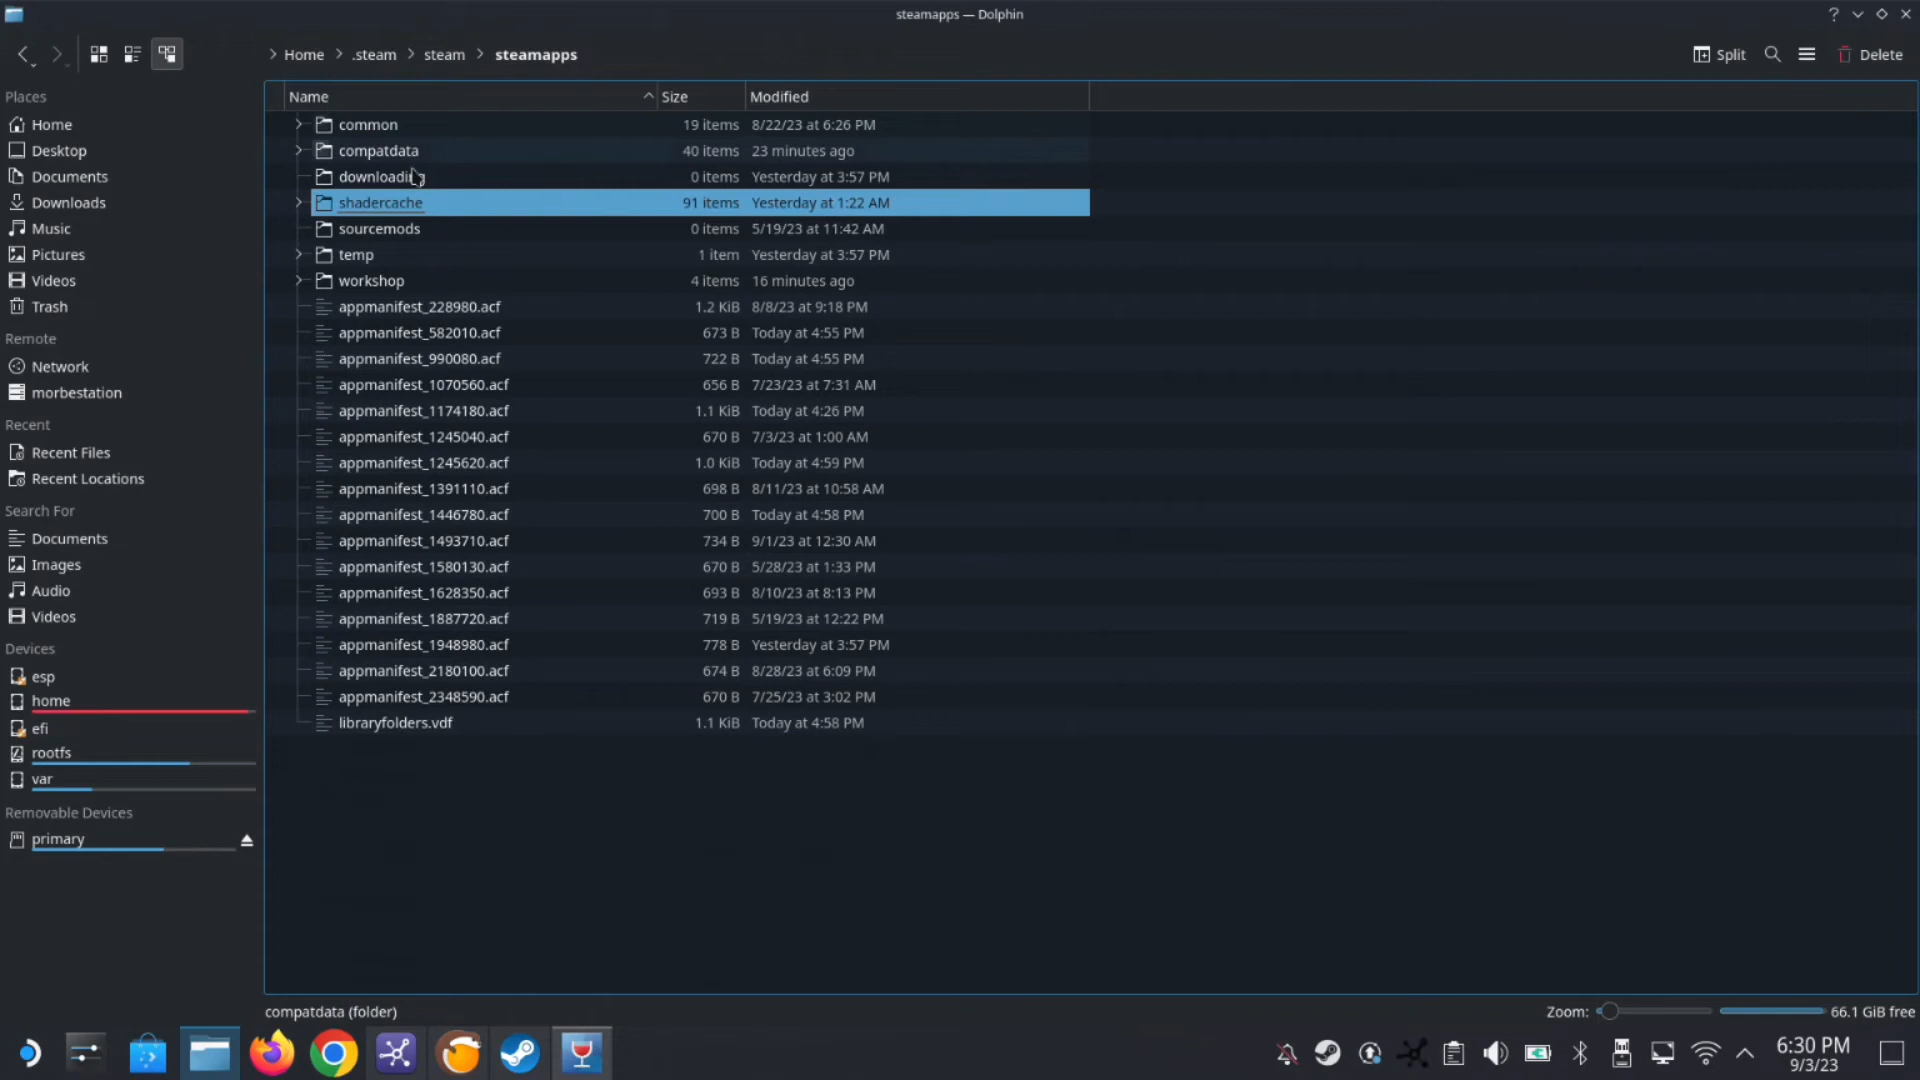 steamapps — Dolphin
Home .steam steam steamapps
Split
Delete
Places
Home
Desktop
Documents
Downloads
Music
Pictures
Videos
Trash
Remote
Network
morbestation
Recent
Recent Files
Recent Locations
Search For
Documents
Images
Audio
Videos
Devices
esp
home
efi
rootfs
var
Removable Devices
primary
Name Size Modified
common 19 items 8/22/23 at 6:26 PM
compatdata 40 items 23 minutes ago
downloading 0 items Yesterday at 3:57 PM
shadercache 91 items Yesterday at 1:22 AM
sourcemods 0 items 5/19/23 at 11:42 AM
temp 1 item Yesterday at 3:57 PM
workshop 4 items 16 minutes ago
appmanifest_228980.acf 1.2 KiB 8/8/23 at 9:18 PM
appmanifest_582010.acf 673 B Today at 4:55 PM
appmanifest_990080.acf 722 B Today at 4:55 PM
appmanifest_1070560.acf 656 B 7/23/23 at 7:31 AM
appmanifest_1174180.acf 1.1 KiB Today at 4:26 PM
appmanifest_1245040.acf 670 B 7/3/23 at 1:00 AM
appmanifest_1245620.acf 1.0 KiB Today at 4:59 PM
appmanifest_1391110.acf 698 B 8/11/23 at 10:58 AM
appmanifest_1446780.acf 700 B Today at 4:58 PM
appmanifest_1493710.acf 734 B 9/1/23 at 12:30 AM
appmanifest_1580130.acf 670 B 5/28/23 at 1:33 PM
appmanifest_1628350.acf 693 B 8/10/23 at 8:13 PM
appmanifest_1887720.acf 719 B 5/19/23 at 12:22 PM
appmanifest_1948980.acf 778 B Yesterday at 3:57 PM
appmanifest_2180100.acf 674 B 8/28/23 at 6:09 PM
appmanifest_2348590.acf 670 B 7/25/23 at 3:02 PM
libraryfolders.vdf 1.1 KiB Today at 4:58 PM
compatdata (folder)
Zoom:
66.1 GiB free
6:30 PM
9/3/23